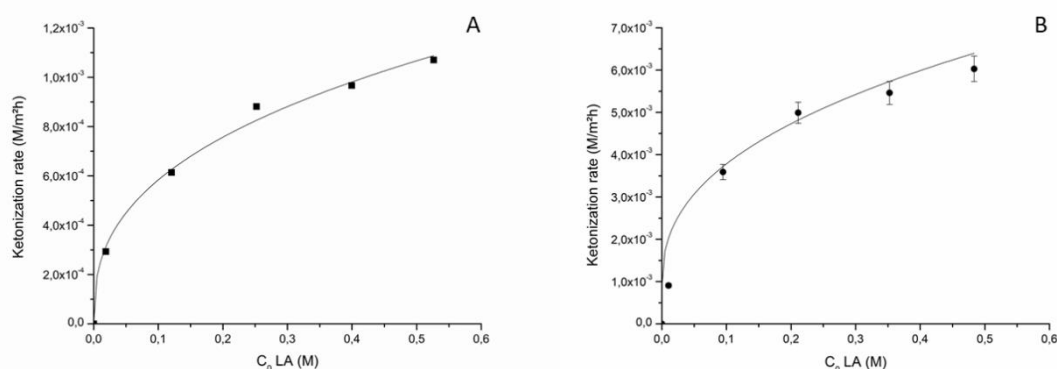 A
Ketonization rate (M/m²h)
1,2x10⁻³
1,0x10⁻³
8,0x10⁻⁴
6,0x10⁻⁴
4,0x10⁻⁴
2,0x10⁻⁴
0,0
0,0 0,1 0,2 0,3 0,4 0,5 0,6
C₀ LA (M)
B
Ketonization rate (M/m²h)
7,0x10⁻³
6,0x10⁻³
5,0x10⁻³
4,0x10⁻³
3,0x10⁻³
2,0x10⁻³
1,0x10⁻³
0,0
0,0 0,1 0,2 0,3 0,4 0,5 0,6
C₀ LA (M)